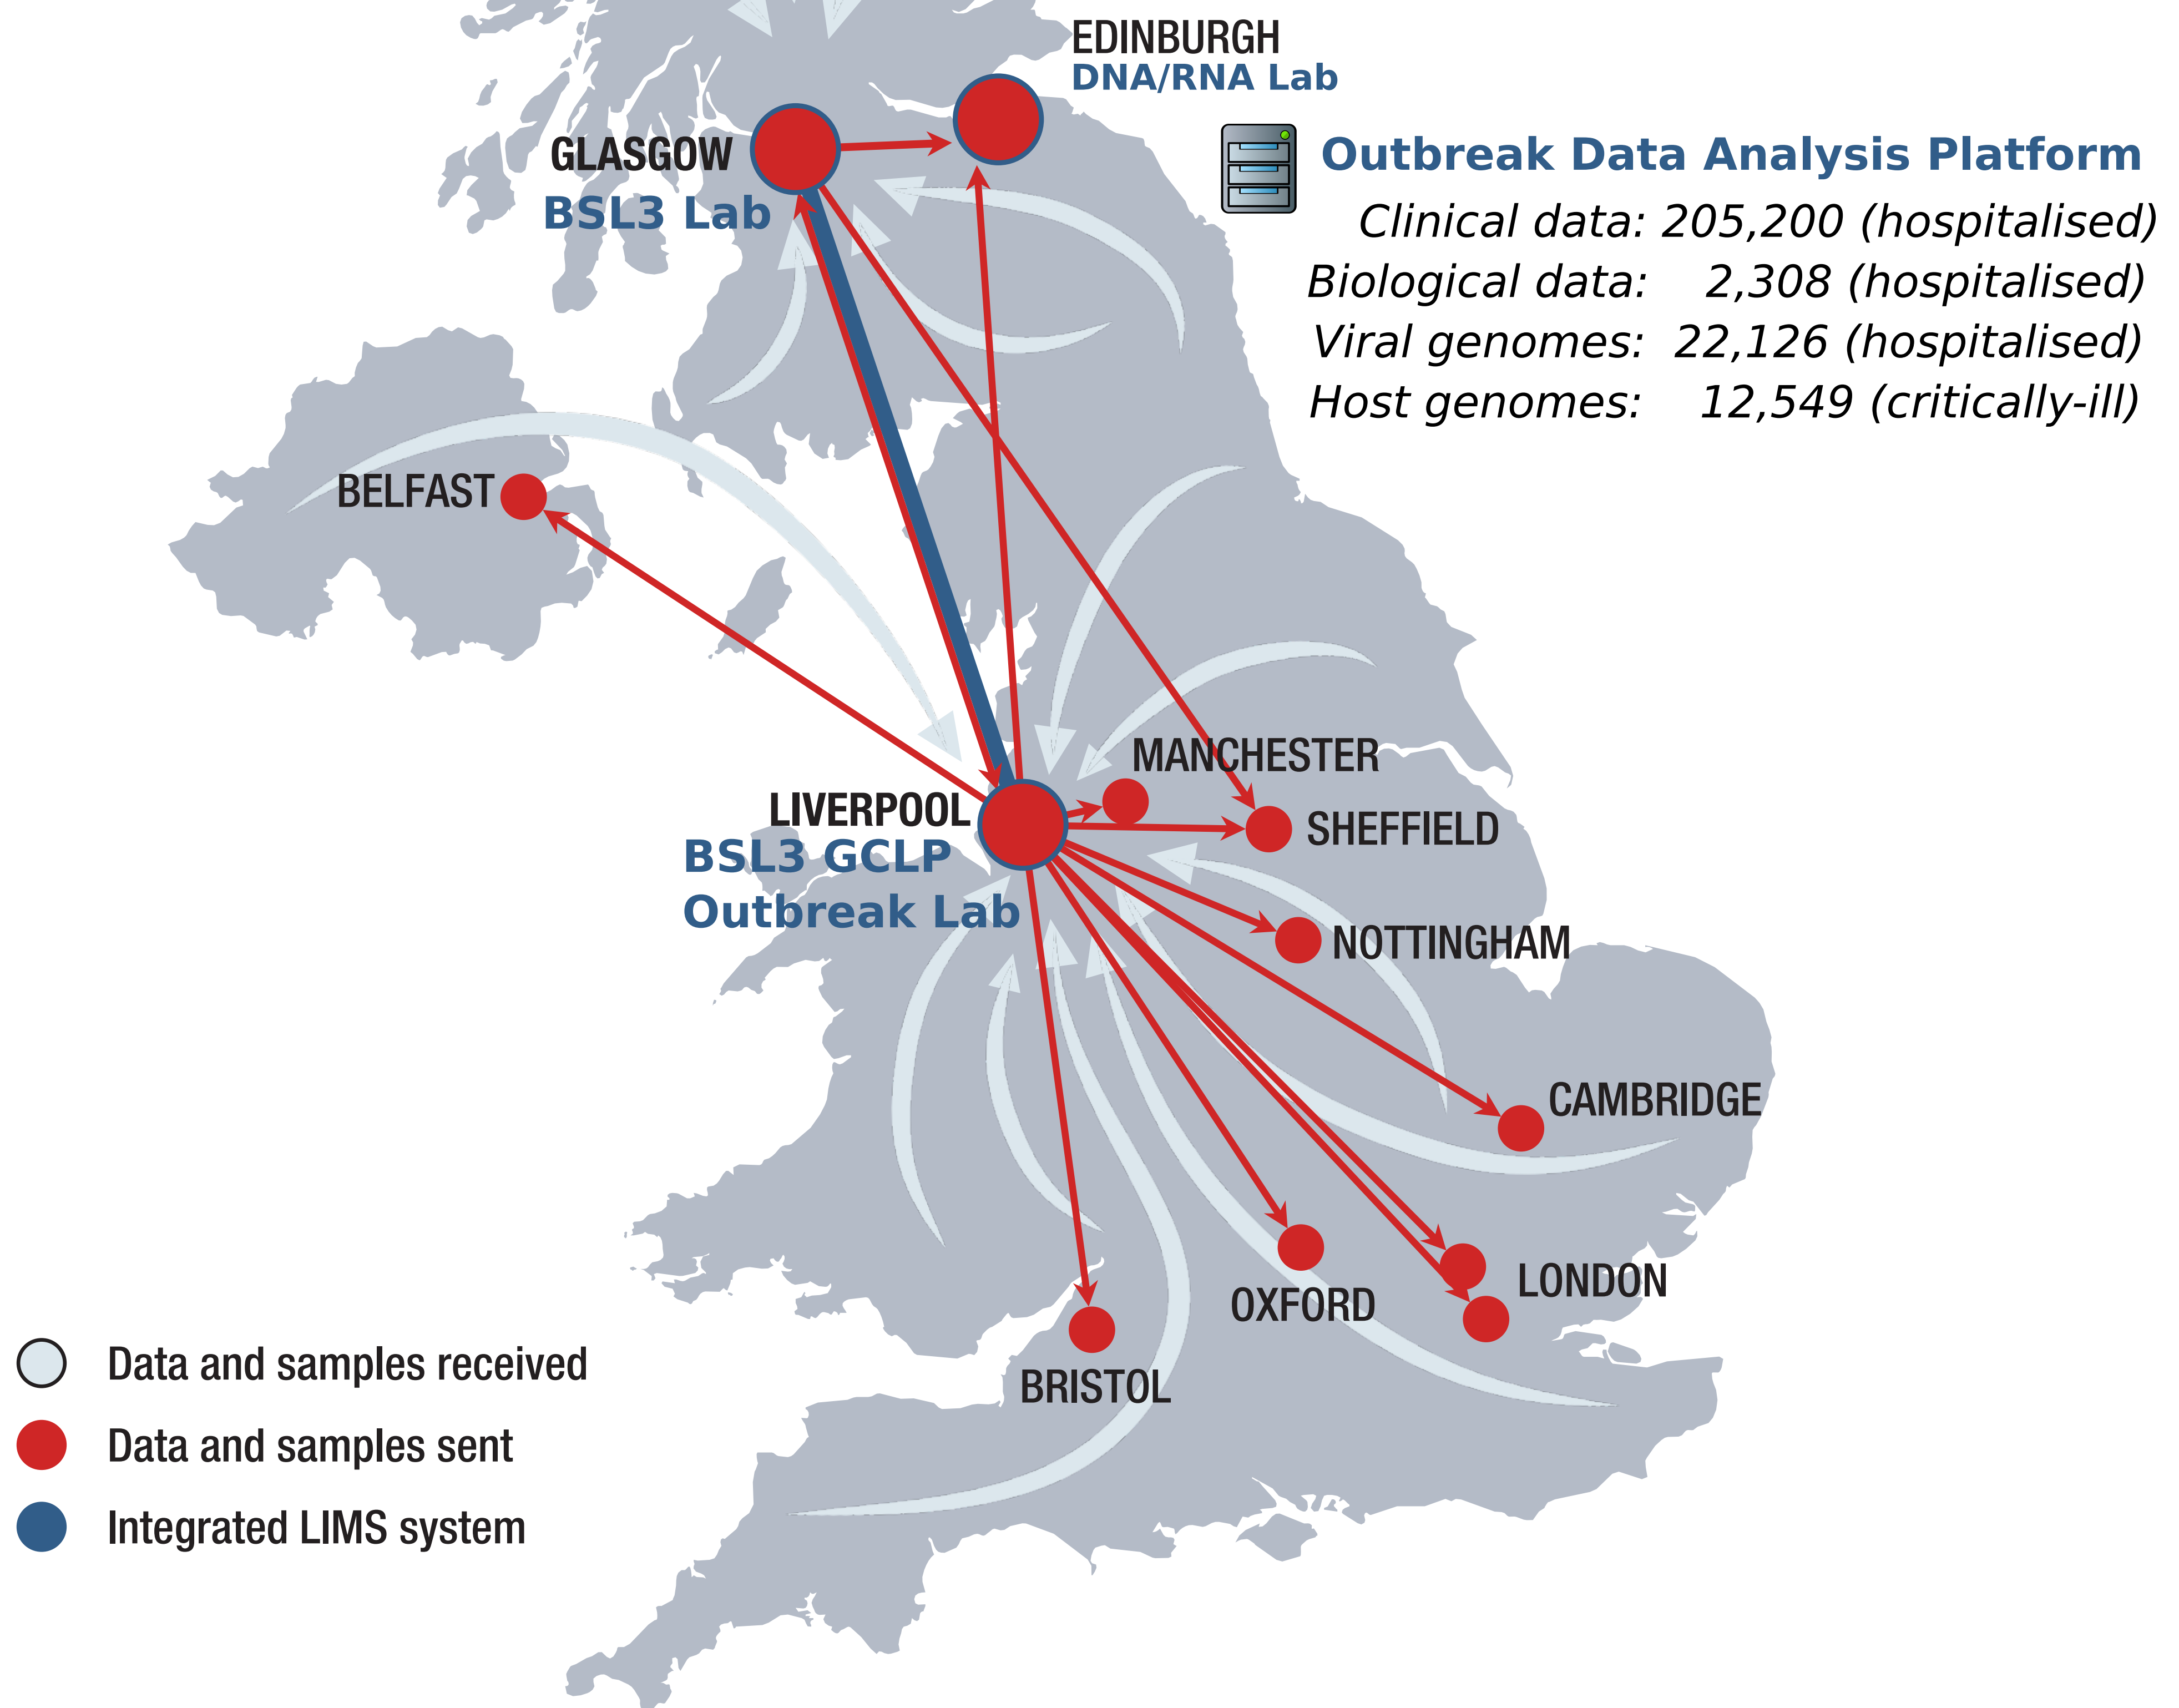 EDINBURGH
DNA/RNA Lab
GLASGOW
BSL3 Lab
Outbreak Data Analysis Platform
Clinical data: 205,200 (hospitalised)
Biological data: 2,308 (hospitalised)
Viral genomes: 22,126 (hospitalised)
Host genomes: 12,549 (critically-ill)
BELFAST
MANCHESTER
LIVERPOOL
BSL3 GCLP
Outbreak Lab
SHEFFIELD
NOTTINGHAM
CAMBRIDGE
LONDON
OXFORD
BRISTOL
Data and samples received
Data and samples sent
Integrated LIMS system